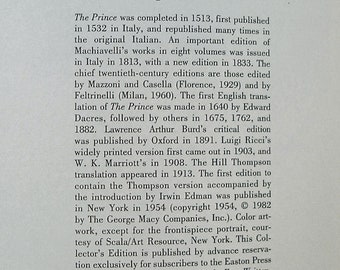 The Prince was completed in 1513, first published
in 1532 in Italy, and republished many times in
the original Italian. An important edition of
Machiavelli's works in eight volumes was issued
in Italy in 1813, with a new edition in 1833. The
chief twentieth-century editions are those edited
by Mazzoni and Casella (Florence, 1929) and by
Feltrinelli (Milan, 1960). The first English trans-
lation of The Prince was made in 1640 by Edward
Dacres, followed by others in 1675, 1762, and
1882. Lawrence Arthur Burd's critical edition
was published by Oxford in 1891. Luigi Ricci's
widely printed version first came out in 1903, and
W. K. Marriott's in 1908. The Hill Thompson
translation appeared in 1913. The first edition to
contain the Thompson version accompanied by
the introduction by Irwin Edman was published
in New York in 1954 (copyright 1954, © 1982
by The George Macy Companies, Inc.). Color art-
work, except for the frontispiece portrait, cour-
tesy of Scala/Art Resource, New York. This Col-
lector's Edition is published by advance reserva-
tion exclusively for subscribers to the Easton Press